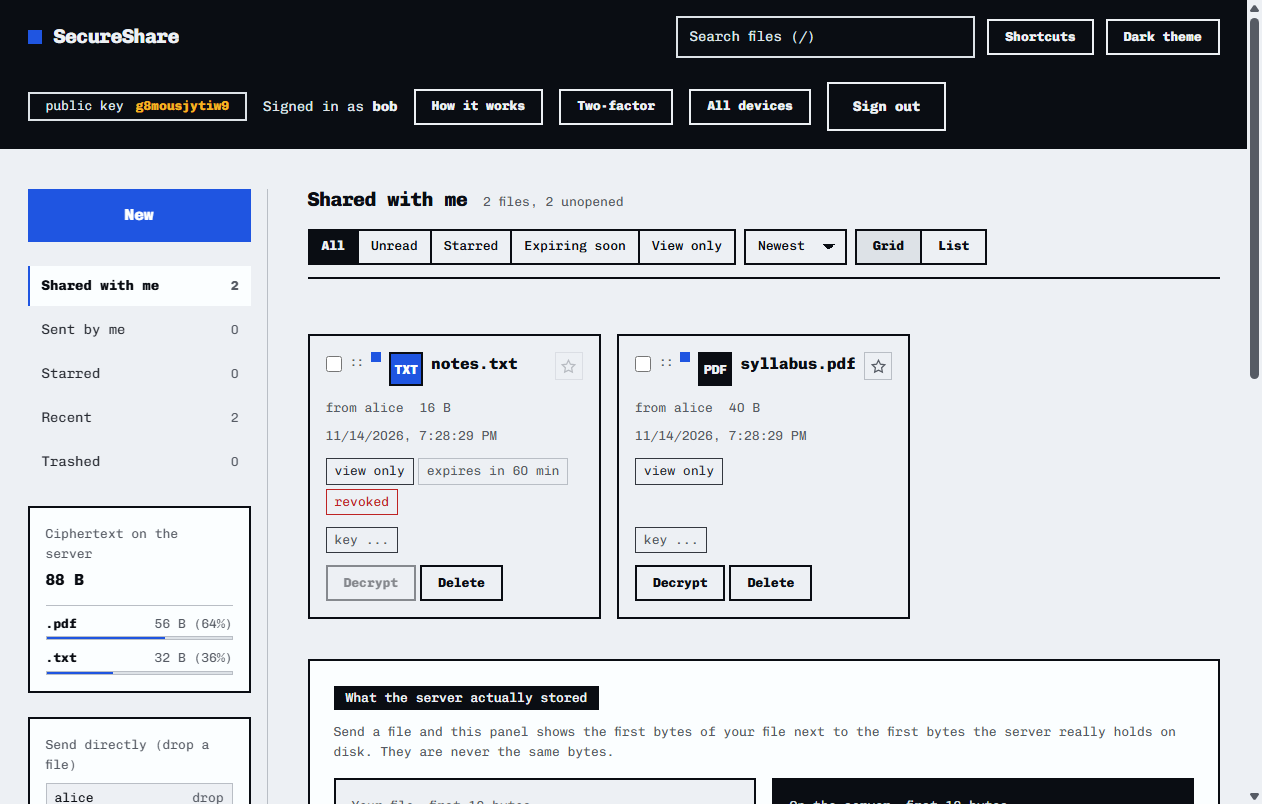 SecureShare
Search files (/)
Shortcuts
Dark theme
public key g8mousjytiw9
Signed in as bob
How it works
Two-factor
All devices
Sign out
New
Shared with me 2
Sent by me 0
Starred 0
Recent 2
Trashed 0
Ciphertext on the
server
88 B
.pdf 56 B (64%)
.txt 32 B (36%)
Send directly (drop a
file)
alice drop
Shared with me 2 files, 2 unopened
All Unread Starred Expiring soon View only Newest Grid List
:: TXT notes.txt
from alice 16 B
11/14/2026, 7:28:29 PM
view only expires in 60 min
revoked
key ...
Decrypt Delete
:: PDF syllabus.pdf
from alice 40 B
11/14/2026, 7:28:29 PM
view only
key ...
Decrypt Delete
What the server actually stored
Send a file and this panel shows the first bytes of your file next to the first bytes the server really holds on
disk. They are never the same bytes.